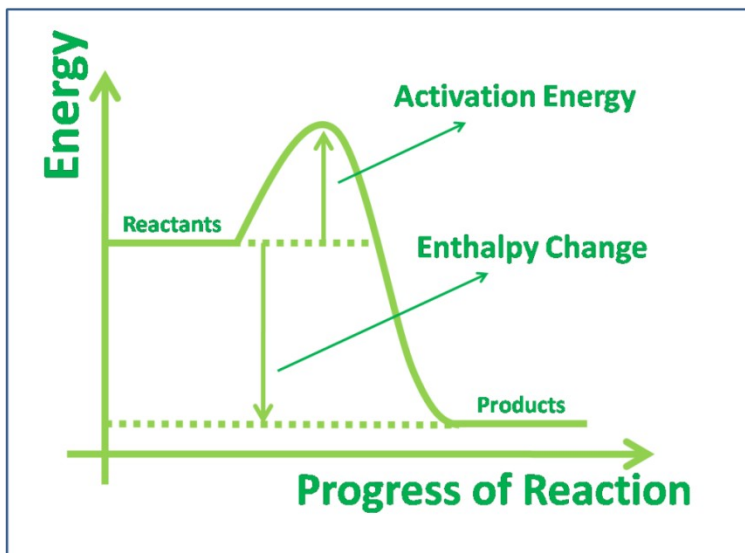 Energy
Activation Energy
Reactants
Enthalpy Change
Products
Progress of Reaction